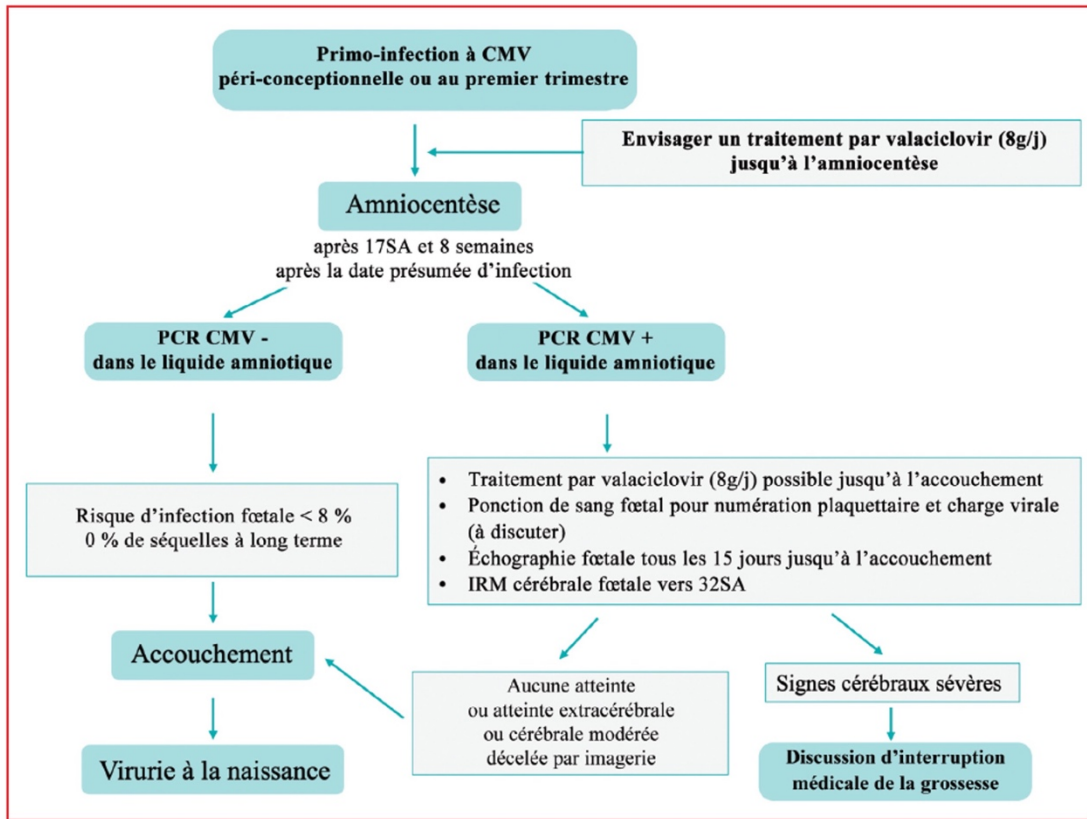 Primo-infection à CMV
péri-conceptionnelle ou au premier trimestre
Envisager un traitement par valaciclovir (8g/j)
jusqu'à l'amniocentèse
Amniocentèse
après 17SA et 8 semaines
après la date présumée d'infection
PCR CMV -
dans le liquide amniotique
PCR CMV +
dans le liquide amniotique
Risque d'infection fœtale < 8 %
0 % de séquelles à long terme
• Traitement par valaciclovir (8g/j) possible jusqu'à l'accouchement
• Ponction de sang fœtal pour numération plaquettaire et charge virale
(à discuter)
• Échographie fœtale tous les 15 jours jusqu'à l'accouchement
• IRM cérébrale fœtale vers 32SA
Accouchement
Aucune atteinte
ou atteinte extracérébrale
ou cérébrale modérée
décelée par imagerie
Signes cérébraux sévères
Virurie à la naissance
Discussion d'interruption
médicale de la grossesse